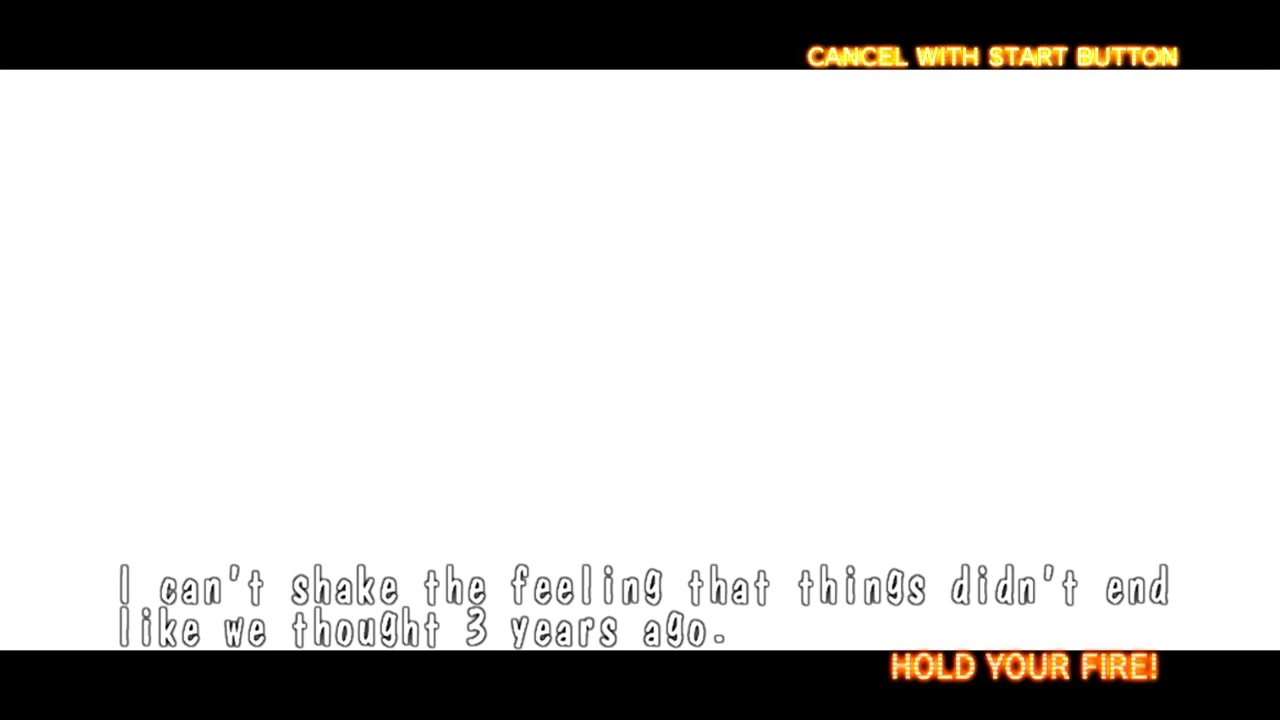 CANCEL WITH START BUTTON
I can't shake the feeling that things didn't end
like we thought 3 years ago.
HOLD YOUR FIRE!